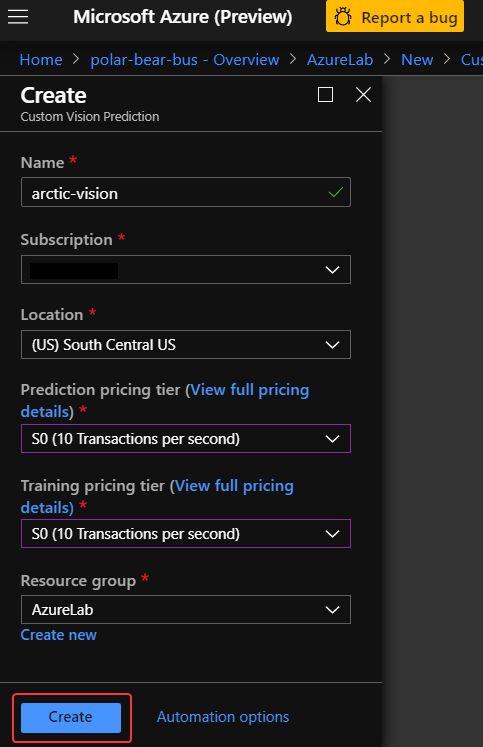 Microsoft Azure (Preview)
Report a bug
Home > polar-bear-bus - Overview > AzureLab > New > Cus
Create
Custom Vision Prediction
Name *
arctic-vision
Subscription *
Location *
(US) South Central US
Prediction pricing tier (View full pricing
details) *
S0 (10 Transactions per second)
Training pricing tier (View full pricing
details) *
S0 (10 Transactions per second)
Resource group *
AzureLab
Create new
Create
Automation options